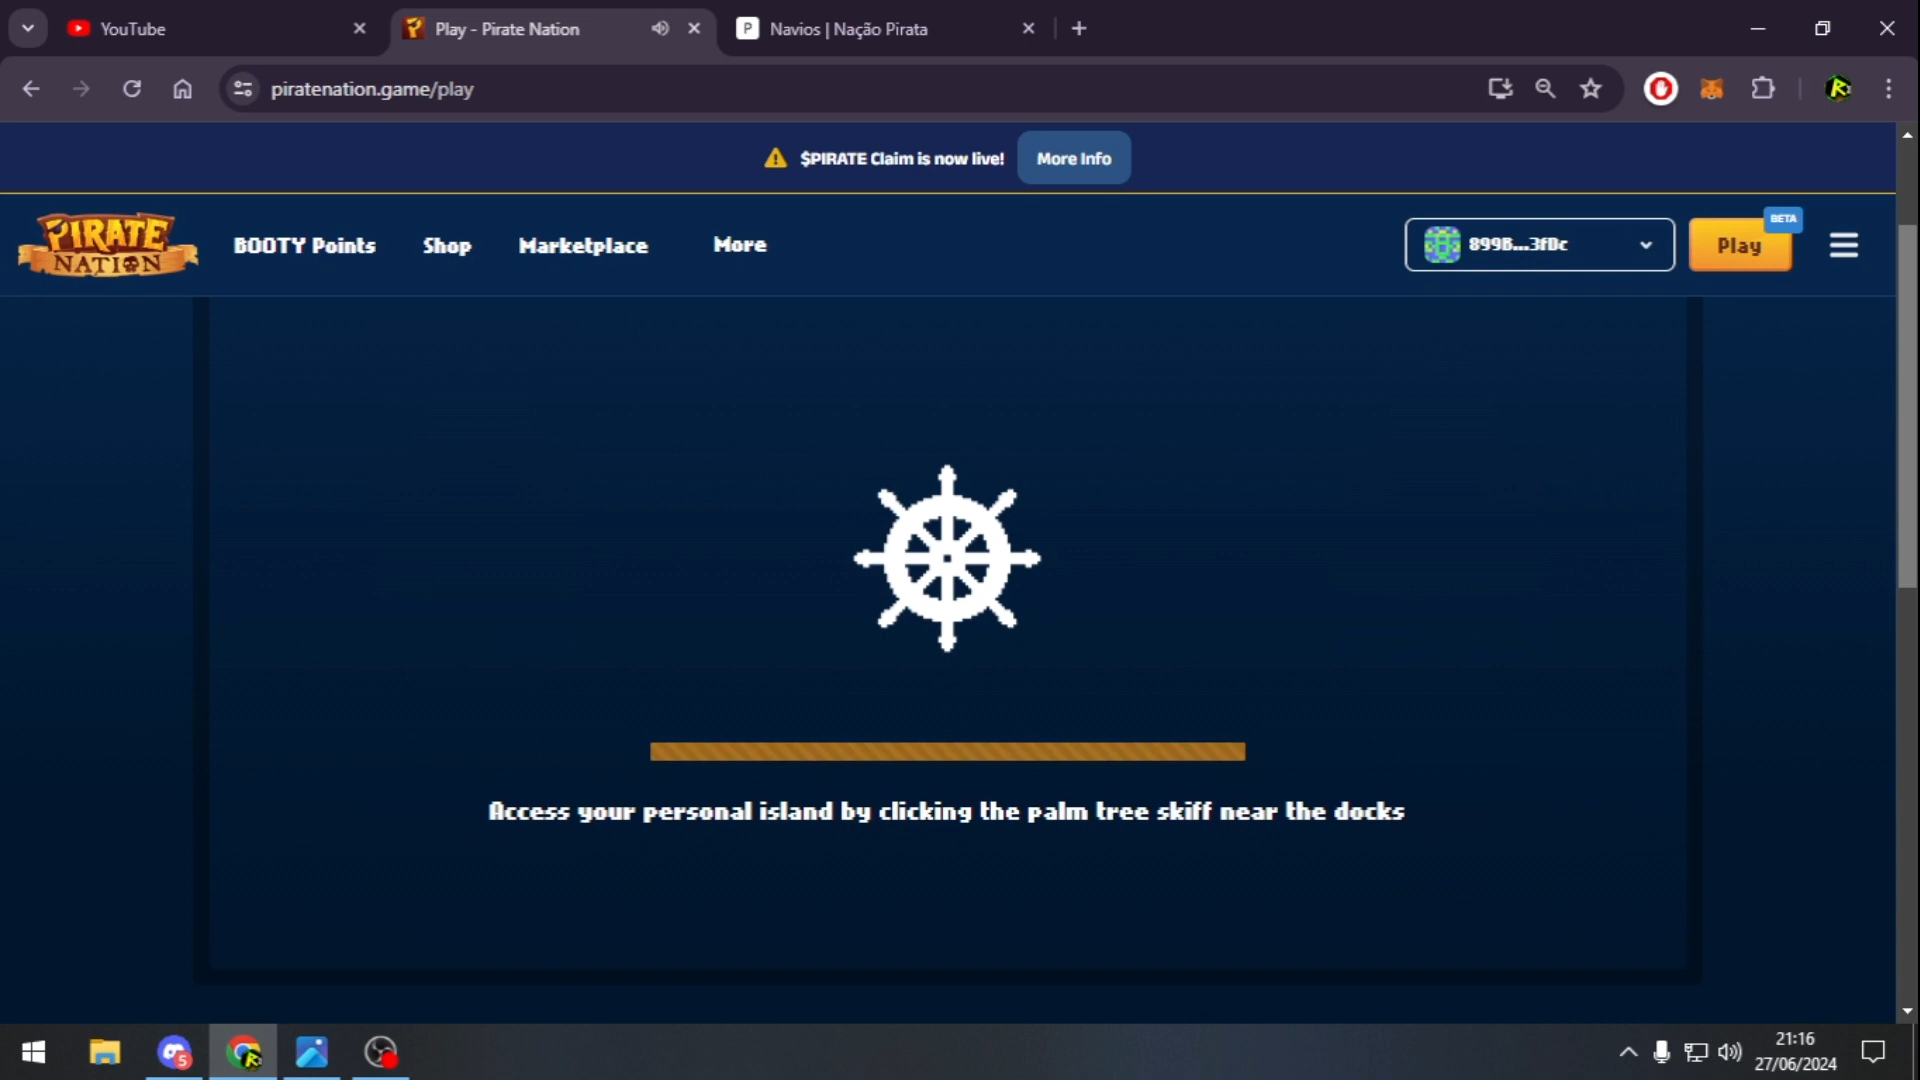 YouTube
Play - Pirate Nation
Navios | Nação Pirata
piratenation.game/play
$PIRATE Claim is now live!
More Info
PIRATE
NATION
BOOTY Points
Shop
Marketplace
More
899B...3fDc
Play
BETA
Access your personal island by clicking the palm tree skiff near the docks
5
21:16
27/06/2024